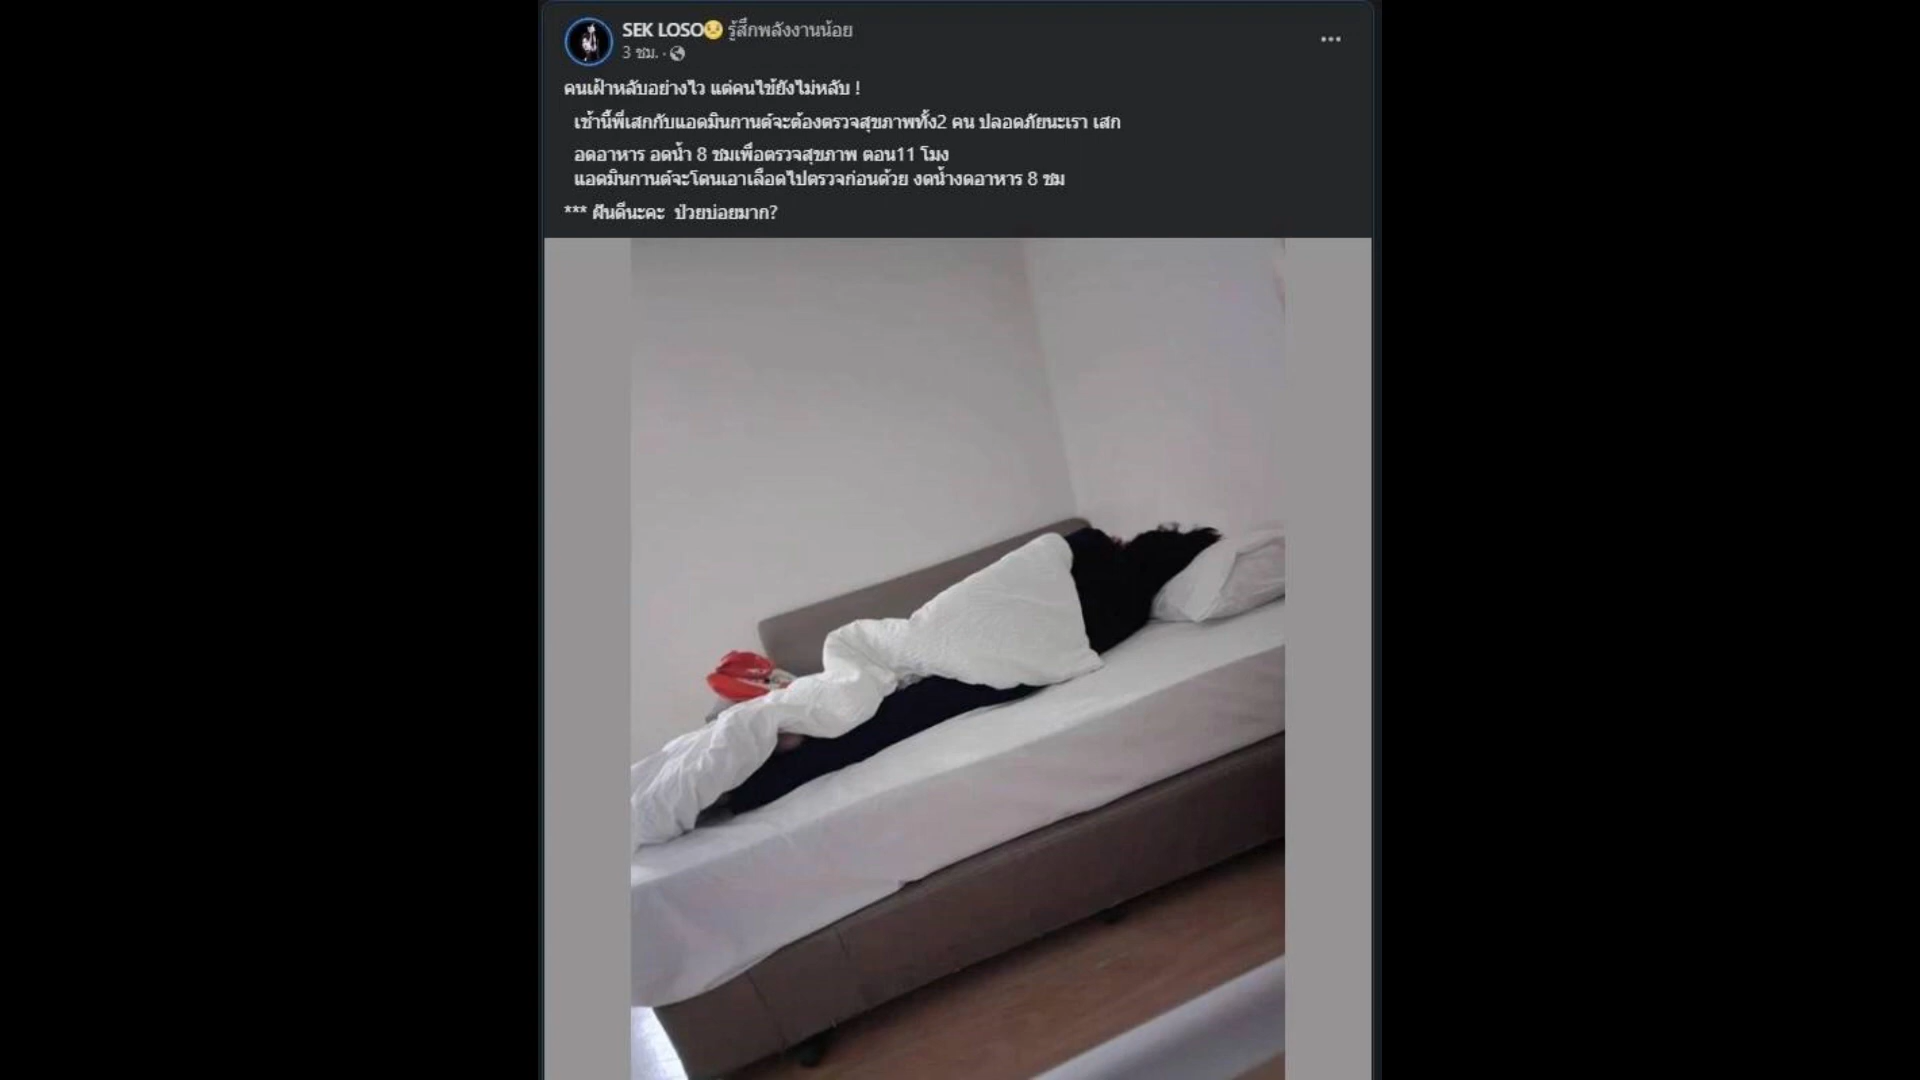 SEK LOSO😟 รู้สึกพลังงานน้อย
3 ชม. ·
คนเฝ้าหลับอย่างไว แต่คนไข้ยังไม่หลับ !
เช้านี้พี่เสกกับแอดมินกานต์จะต้องตรวจสุขภาพทั้ง2 คน ปลอดภัยนะเรา เสก
อดอาหาร อดน้ำ 8 ชมเพื่อตรวจสุขภาพ ตอน11 โมง
แอดมินกานต์จะโดนเอาเลือดไปตรวจก่อนด้วย งดน้ำงดอาหาร 8 ชม
*** ฝันดีนะคะ ป่วยบ่อยมาก?